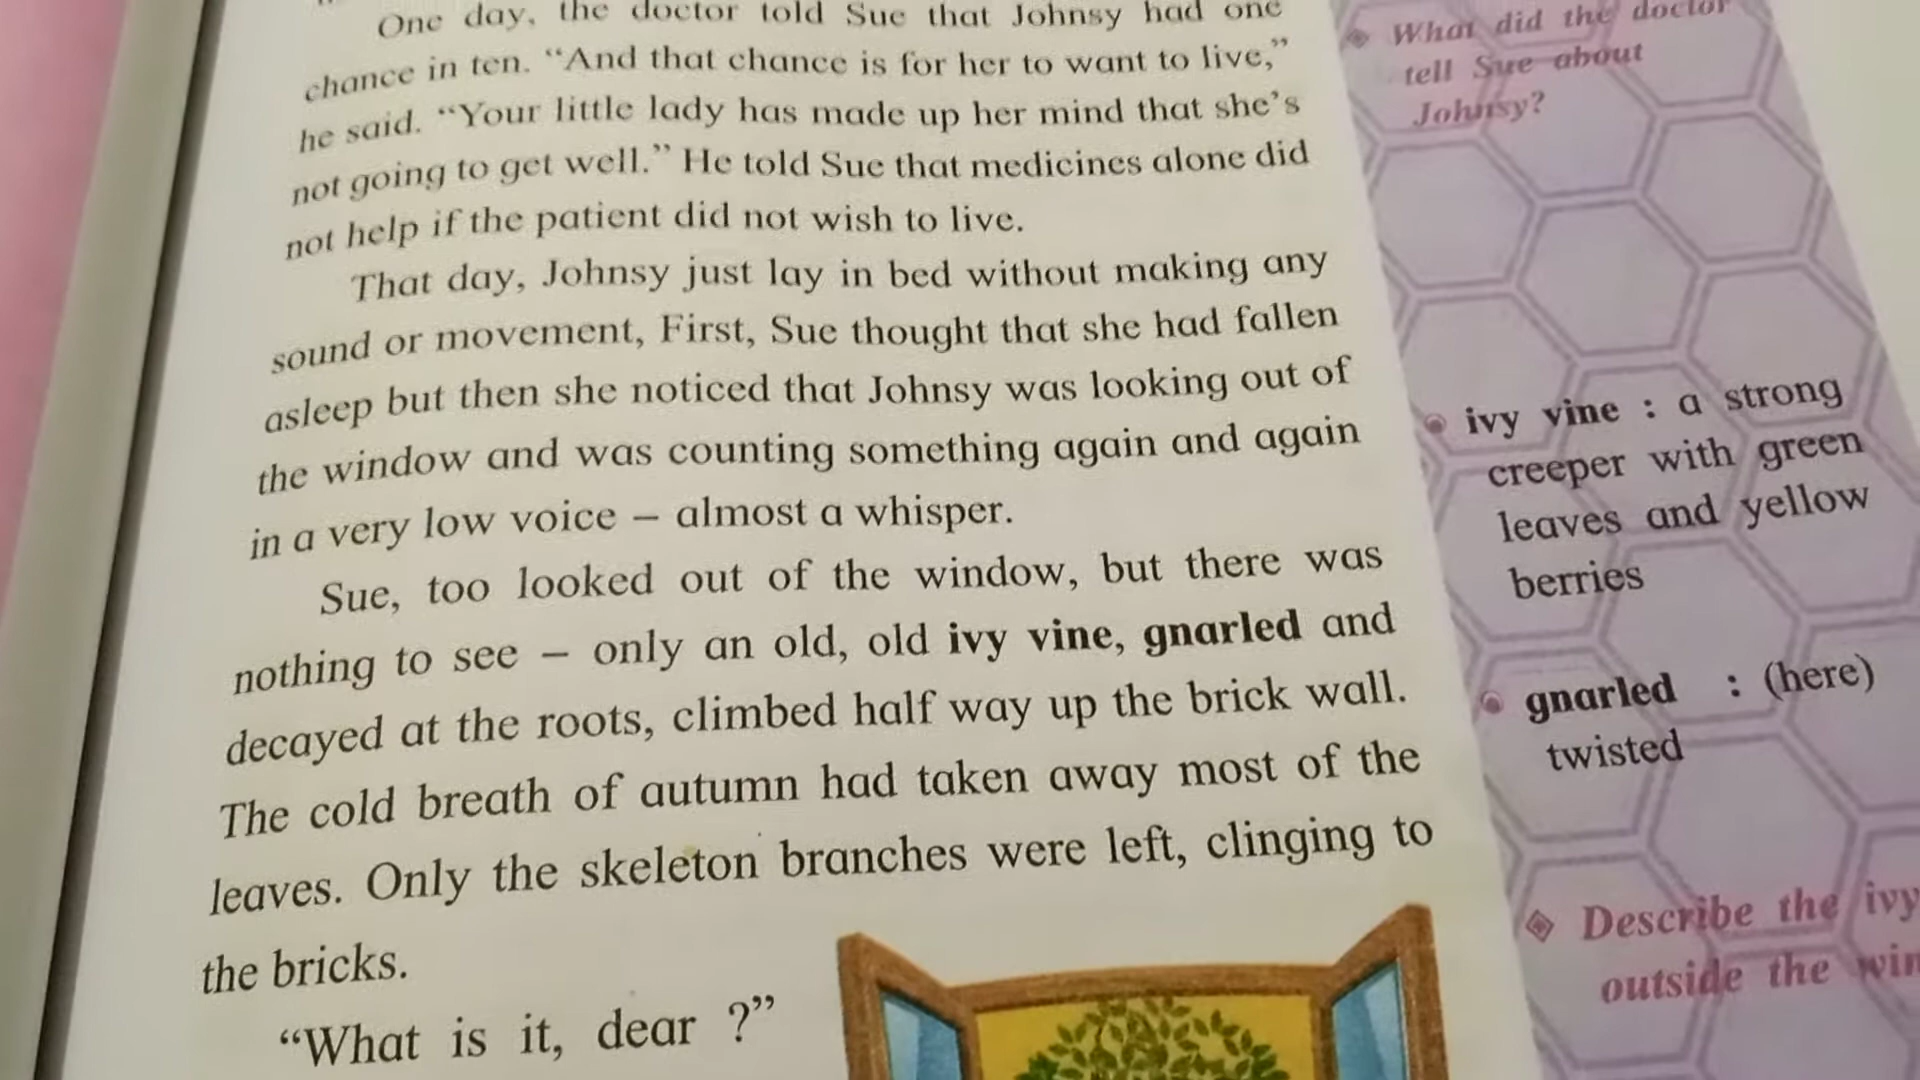 One day, the doctor told Sue that Johnsy had one
chance in ten. “And that chance is for her to want to live,”
he said. “Your little lady has made up her mind that she’s
not going to get well.” He told Sue that medicines alone did
not help if the patient did not wish to live.
That day, Johnsy just lay in bed without making any
sound or movement, First, Sue thought that she had fallen
asleep but then she noticed that Johnsy was looking out of
the window and was counting something again and again
in a very low voice – almost a whisper.
Sue, too looked out of the window, but there was
nothing to see – only an old, old ivy vine, gnarled and
decayed at the roots, climbed half way up the brick wall.
The cold breath of autumn had taken away most of the
leaves. Only the skeleton branches were left, clinging to
the bricks.
“What is it, dear ?”
What did the doctor
tell Sue about
Johnsy?
ivy vine : a strong
creeper with green
leaves and yellow
berries
gnarled : (here)
twisted
Describe the ivy
outside the